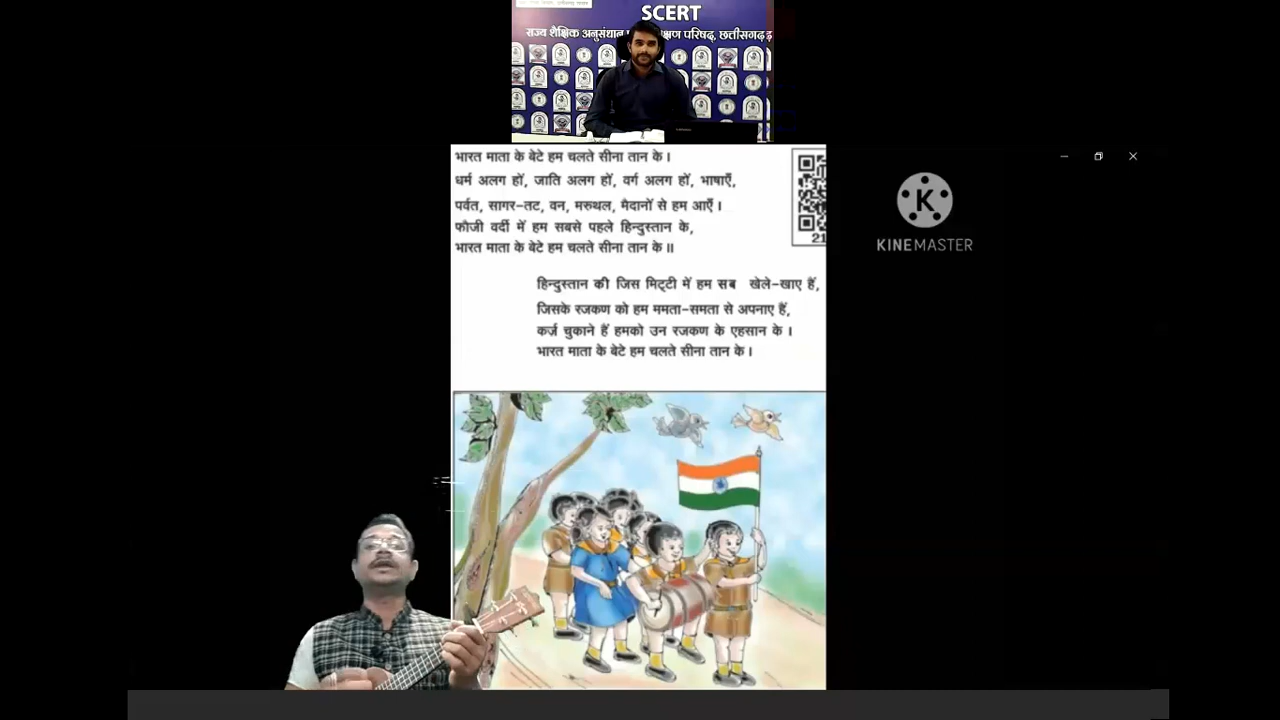 SCERT
राज्य शैक्षिक अनुसंधान
क्षण परिषद्, छत्तीसगढ़
भारत माता के बेटे हम चलते सीना तान के।
धर्म अलग हों, जाति अलग हों, वर्ग अलग हों, भाषाएँ,
पर्वत, सागर-तट, वन, मरुथल, मैदानों से हम आएँ।
फौजी वर्दी में हम सबसे पहले हिन्दुस्तान के,
भारत माता के बेटे हम चलते सीना तान के॥
21
हिन्दुस्तान की जिस मिट्टी में हम सब खेले-खाए हैं,
जिसके रजकण को हम ममता-समता से अपनाए हैं,
कर्ज़ चुकाने हैं हमको उन रजकण के एहसान के।
भारत माता के बेटे हम चलते सीना तान के।
K
KINEMASTER